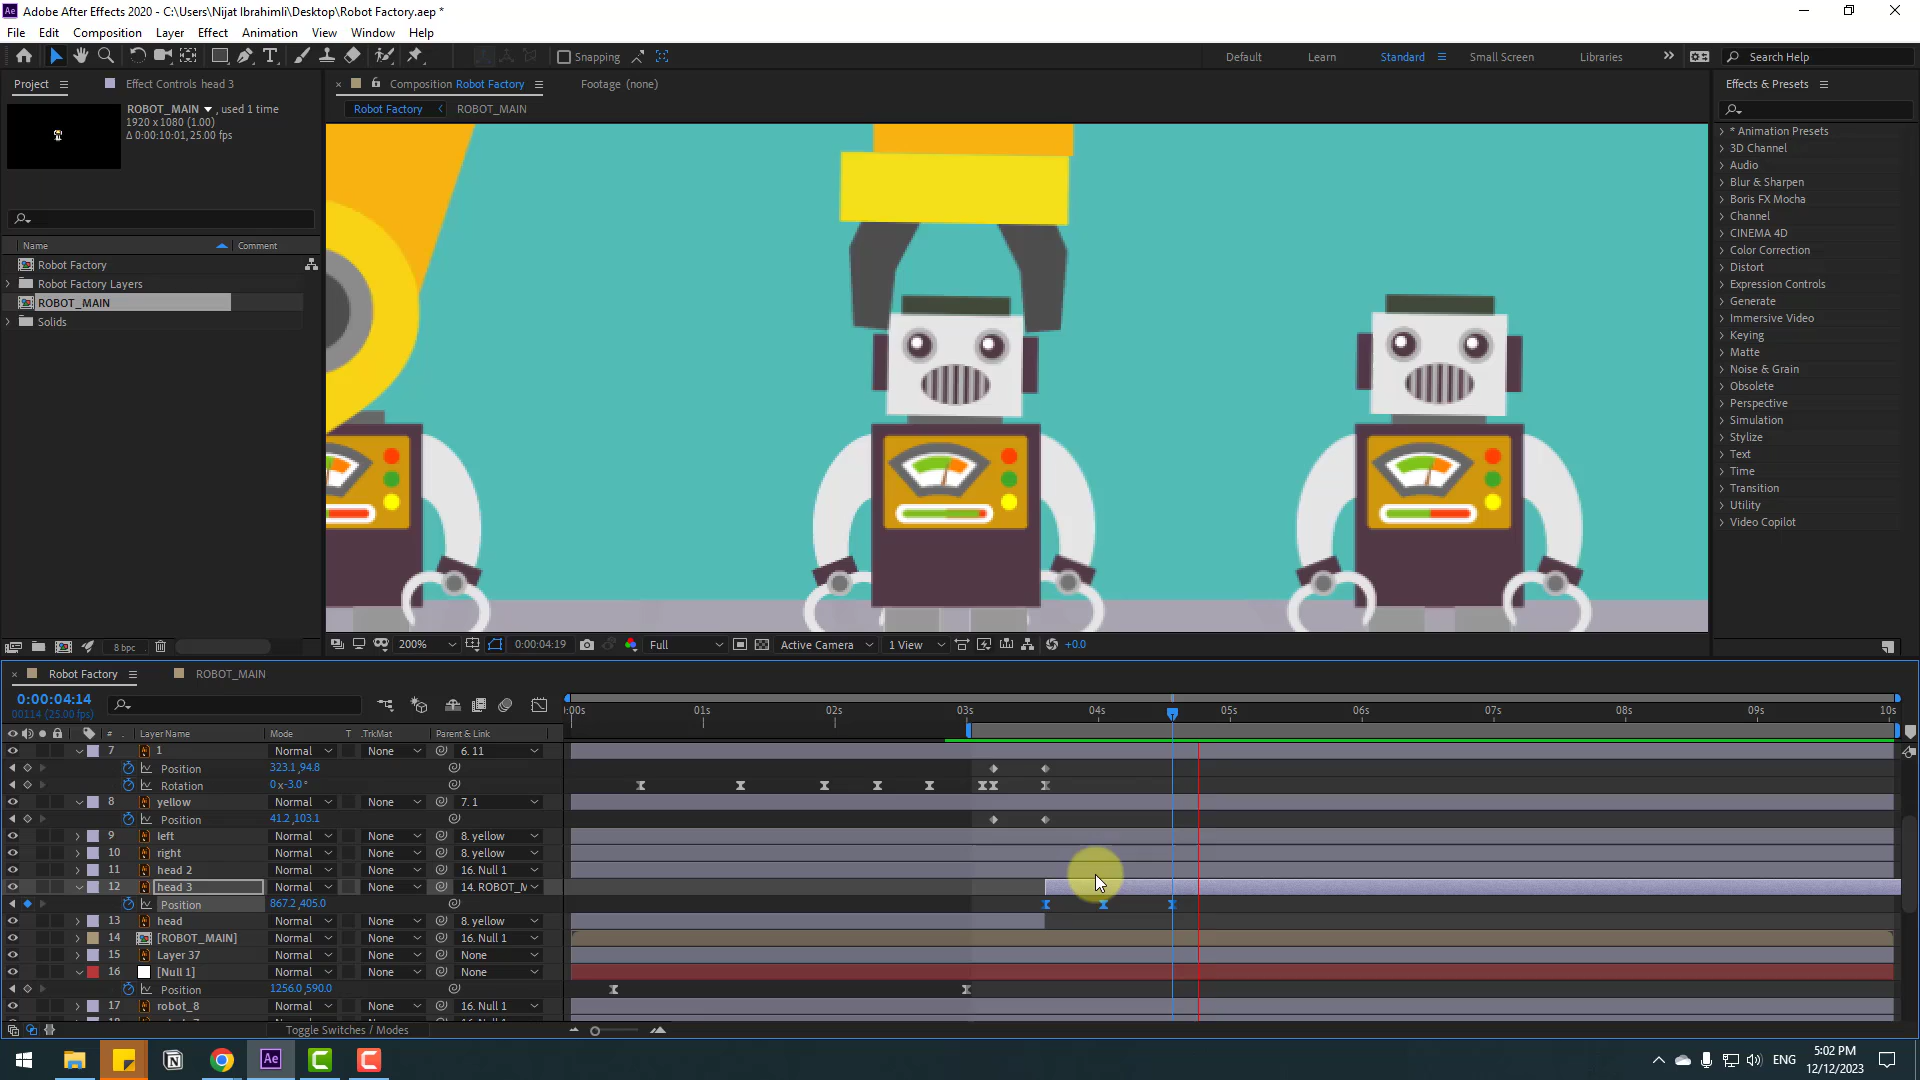 Adobe After Effects 2020 - C:\Users\Nijat Ibrahimli\Desktop\Robot Factory.aep *
File Edit Composition Layer Effect Animation View Window Help
Snapping Default Learn Standard Small Screen Libraries Search Help
Project Effect Controls head 3 Composition Robot Factory Footage (none) Effects & Presets
ROBOT_MAIN , used 1 time
1920 x 1080 (1.00)
Δ 0:00:10:01, 25.00 fps
Robot Factory ROBOT_MAIN
Name Comment
Robot Factory
Robot Factory Layers
ROBOT_MAIN
Solids
* Animation Presets
3D Channel
Audio
Blur & Sharpen
Boris FX Mocha
Channel
CINEMA 4D
Color Correction
Distort
Expression Controls
Generate
Immersive Video
Keying
Matte
Noise & Grain
Obsolete
Perspective
Simulation
Stylize
Text
Time
Transition
Utility
Video Copilot
8 bpc 200% 0:00:04:19 Full Active Camera 1 View +0.0
Robot Factory ROBOT_MAIN
0:00:04:14
00114 (25.00 fps)
:00s 01s 02s 03s 04s 05s 06s 07s 08s 09s 10s
# Layer Name Mode T .TrkMat Parent & Link
7 1 Normal None 6. 11
Position 323.1,94.8
Rotation 0x-3.0°
8 yellow Normal None 7. 1
Position 41.2,103.1
9 left Normal None 8. yellow
10 right Normal None 8. yellow
11 head 2 Normal None 16. Null 1
12 head 3 Normal None 14. ROBOT_M
Position 867.2,405.0
13 head Normal None 8. yellow
14 [ROBOT_MAIN] Normal None 16. Null 1
15 Layer 37 Normal None None
16 [Null 1] Normal None None
Position 1256.0,590.0
17 robot_8 Normal None 16. Null 1
Toggle Switches / Modes
Ae
ENG
5:02 PM
12/12/2023